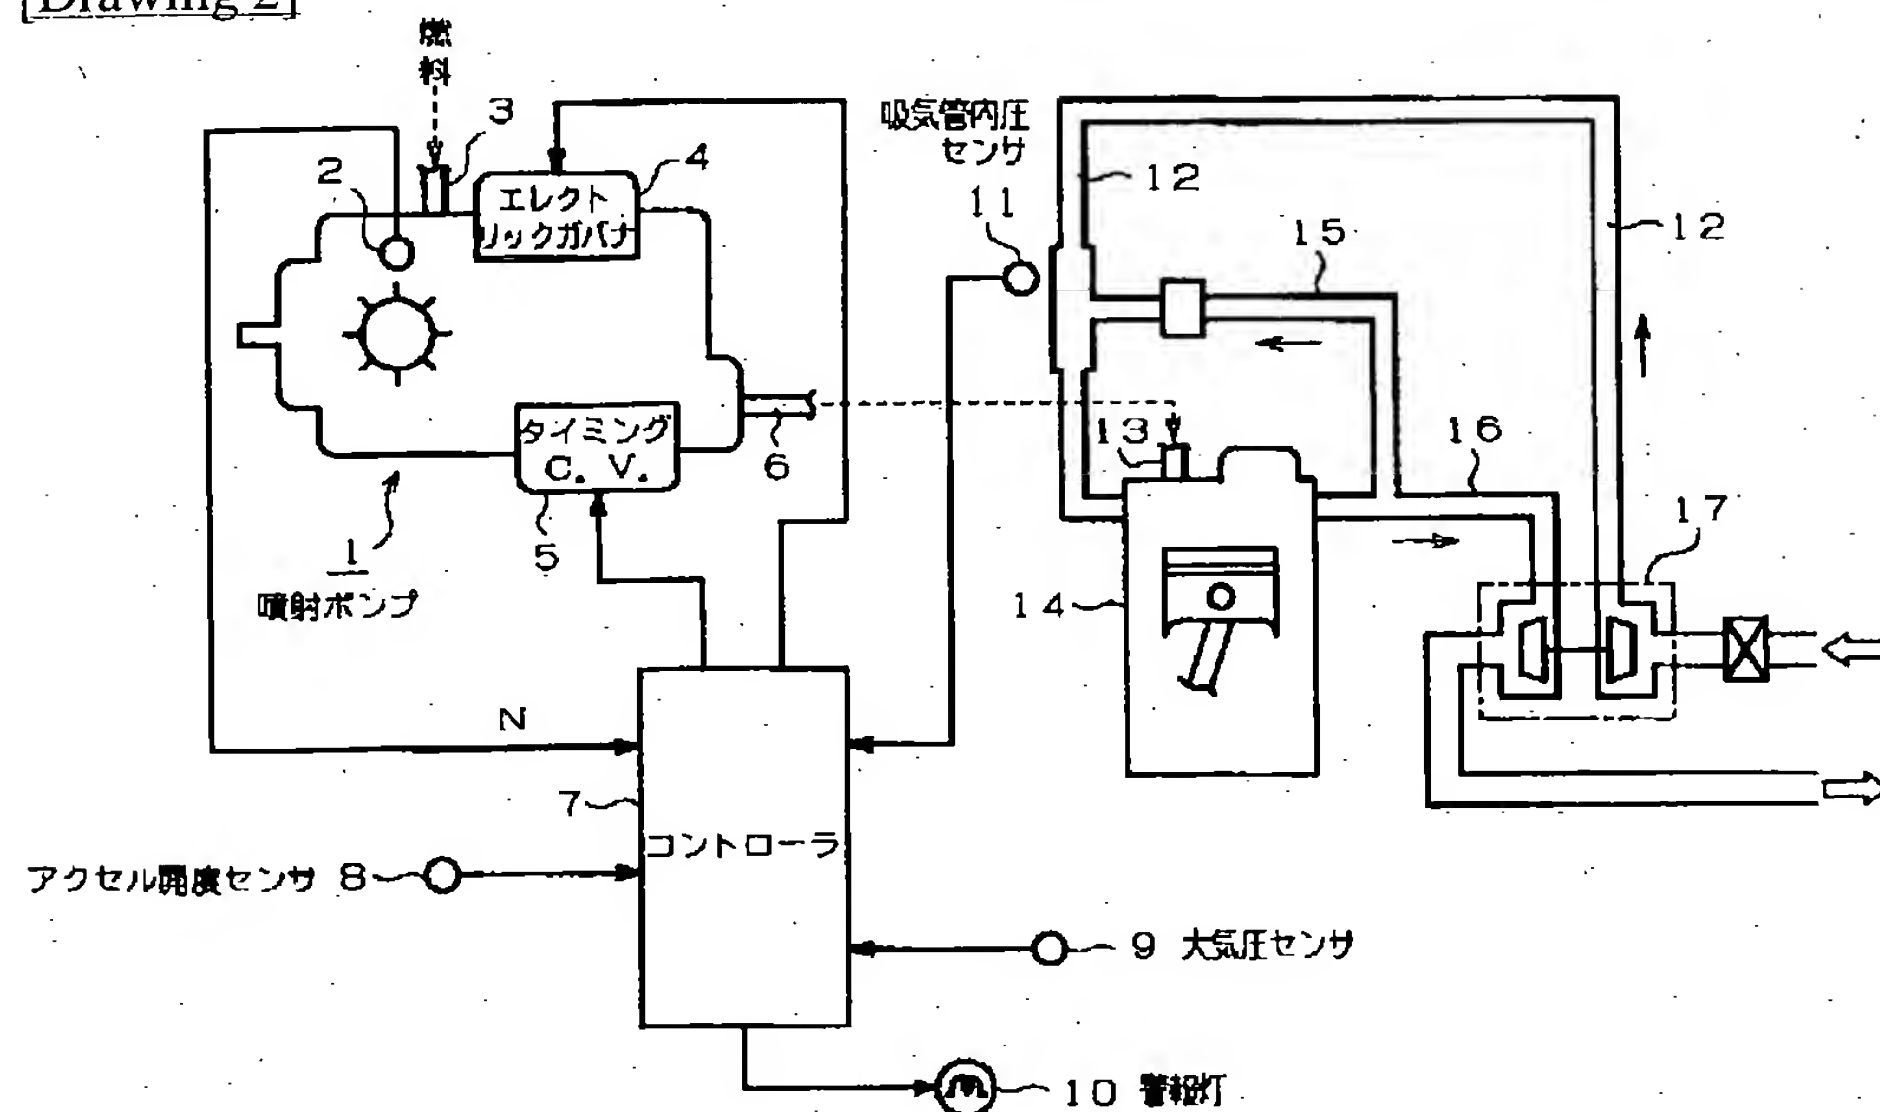 [Drawing 2]
燃
料
3
2
エレクト
リックガバナ
4
吸気管内圧
センサ
11
12
12
15
タイミング
C. V.
5
6
13
16
17
14
1
噴射ポンプ
N
7
コントローラ
アクセル開度センサ 8
9 大気圧センサ
10 警報灯